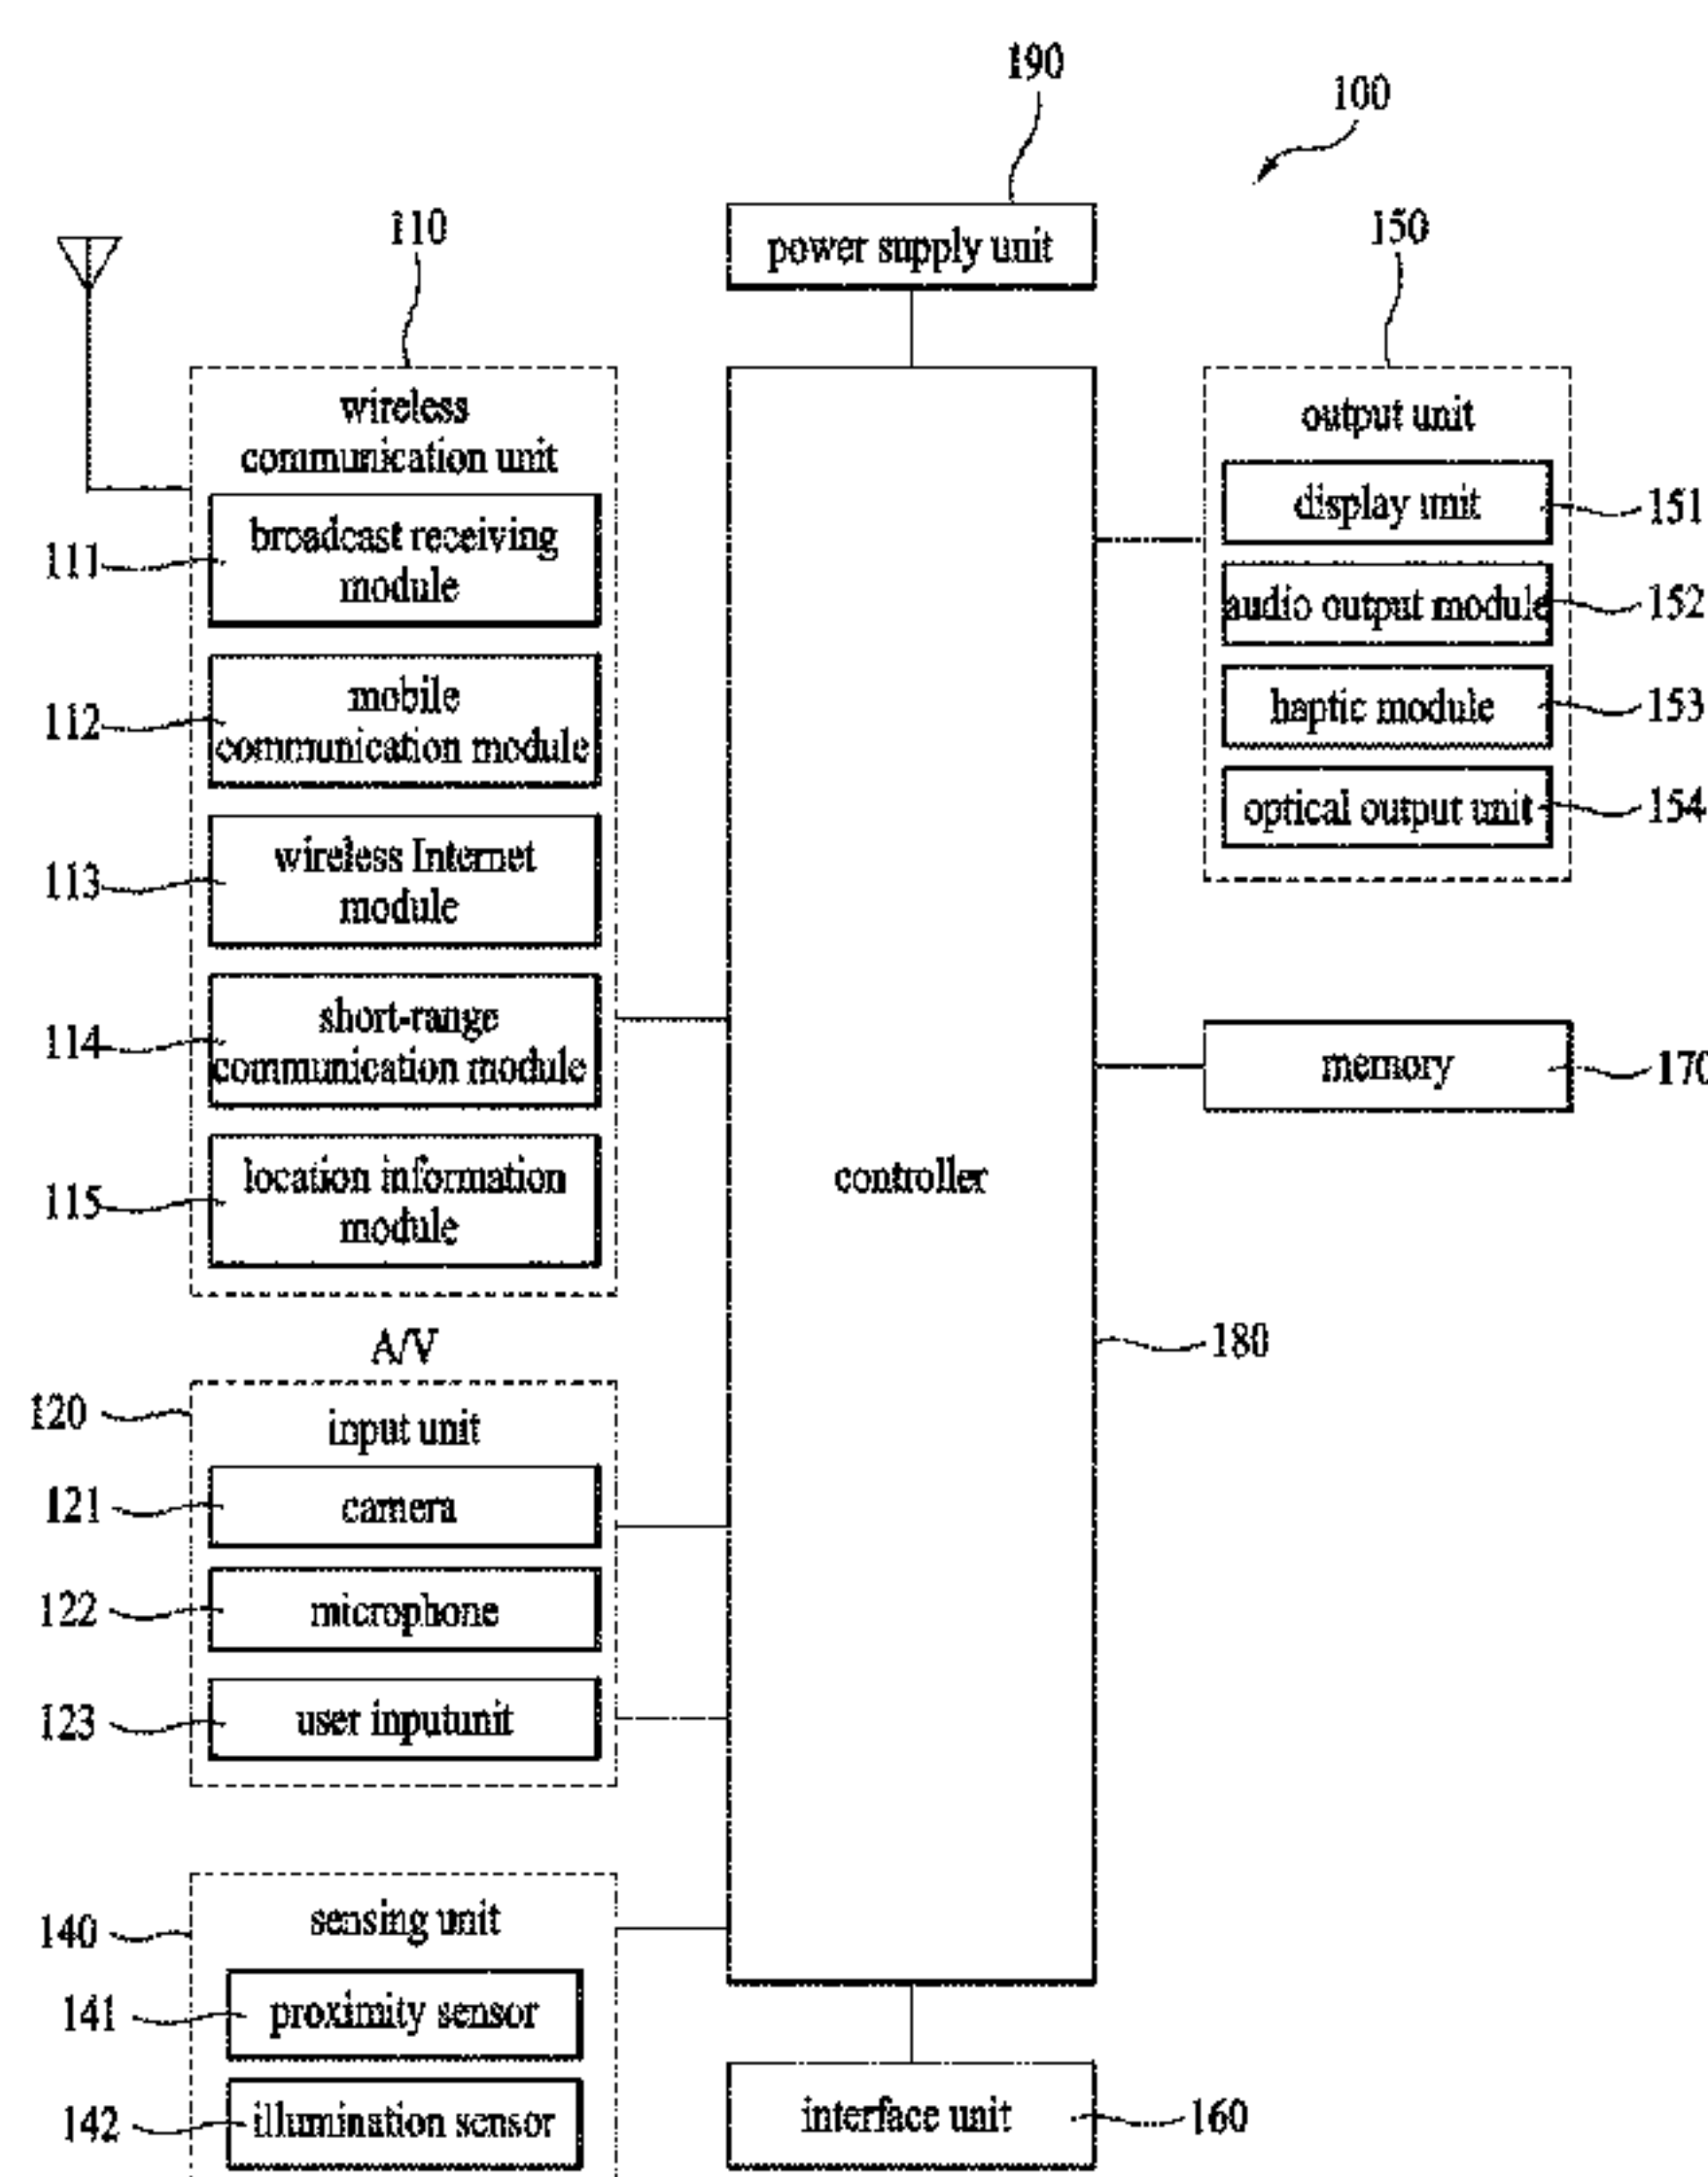 190
100
power supply unit
110
wireless
communication unit
111
broadcast receiving
module
112
mobile
communication module
113
wireless Internet
module
114
short-range
communication module
115
location information
module
A/V
120
input unit
121
camera
122
microphone
123
user inputunit
140
sensing unit
141
proximity sensor
142
illumination sensor
controller
180
interface unit
160
150
output unit
display unit
151
audio output module
152
haptic module
153
optical output unit
154
memory
170